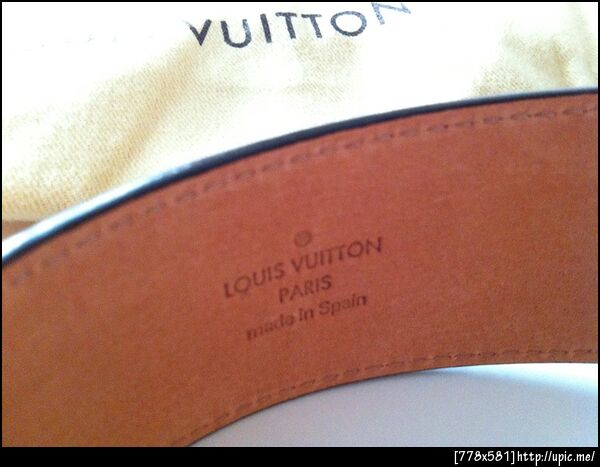 VUITTON
®
LOUIS VUITTON
PARIS
made in Spain
[778x581]http://upic.me/